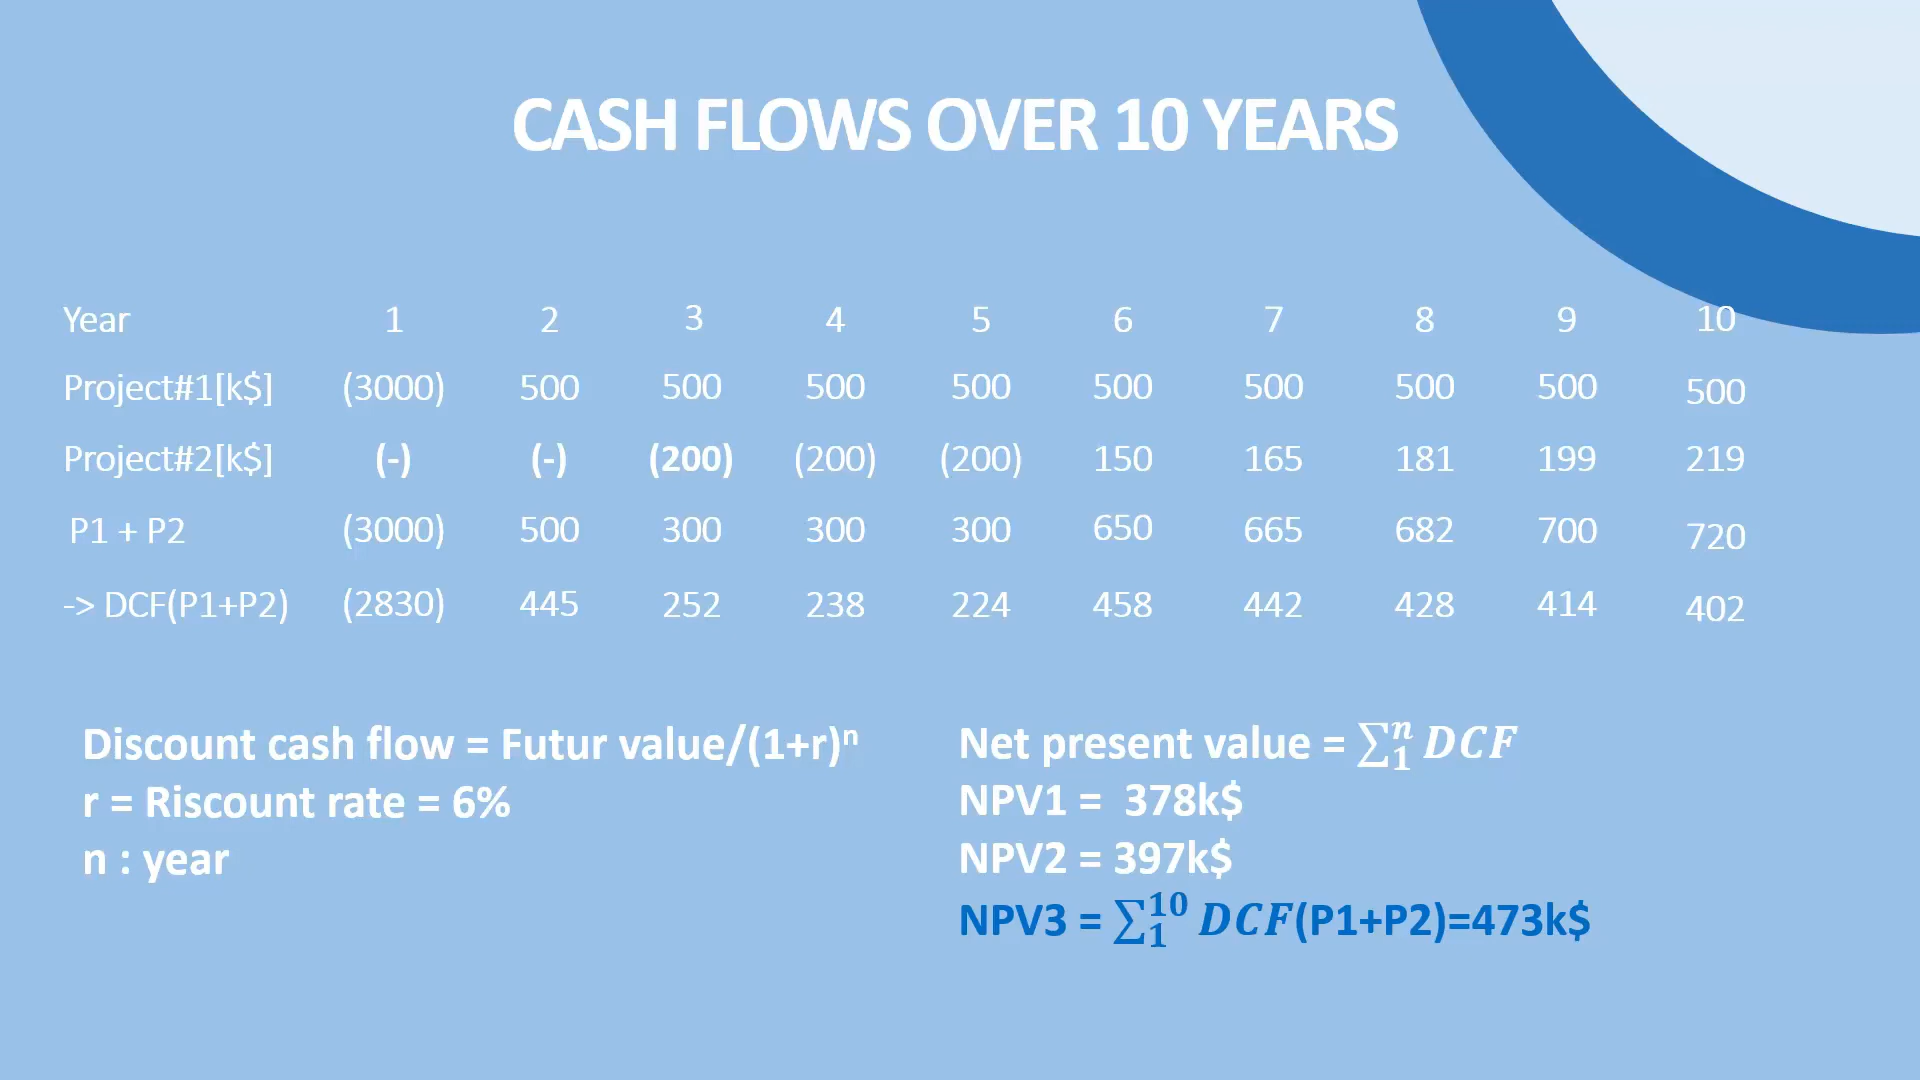 CASH FLOWS OVER 10 YEARS
Year 1 2 3 4 5 6 7 8 9 10
Project#1[k$] (3000) 500 500 500 500 500 500 500 500 500
Project#2[k$] (-) (-) (200) (200) (200) 150 165 181 199 219
P1 + P2 (3000) 500 300 300 300 650 665 682 700 720
-> DCF(P1+P2) (2830) 445 252 238 224 458 442 428 414 402
Discount cash flow = Futur value/(1+r)ⁿ
r = Riscount rate = 6%
n : year
Net present value = ∑₁ⁿ DCF
NPV1 = 378k$
NPV2 = 397k$
NPV3 = ∑₁¹⁰ DCF(P1+P2)=473k$